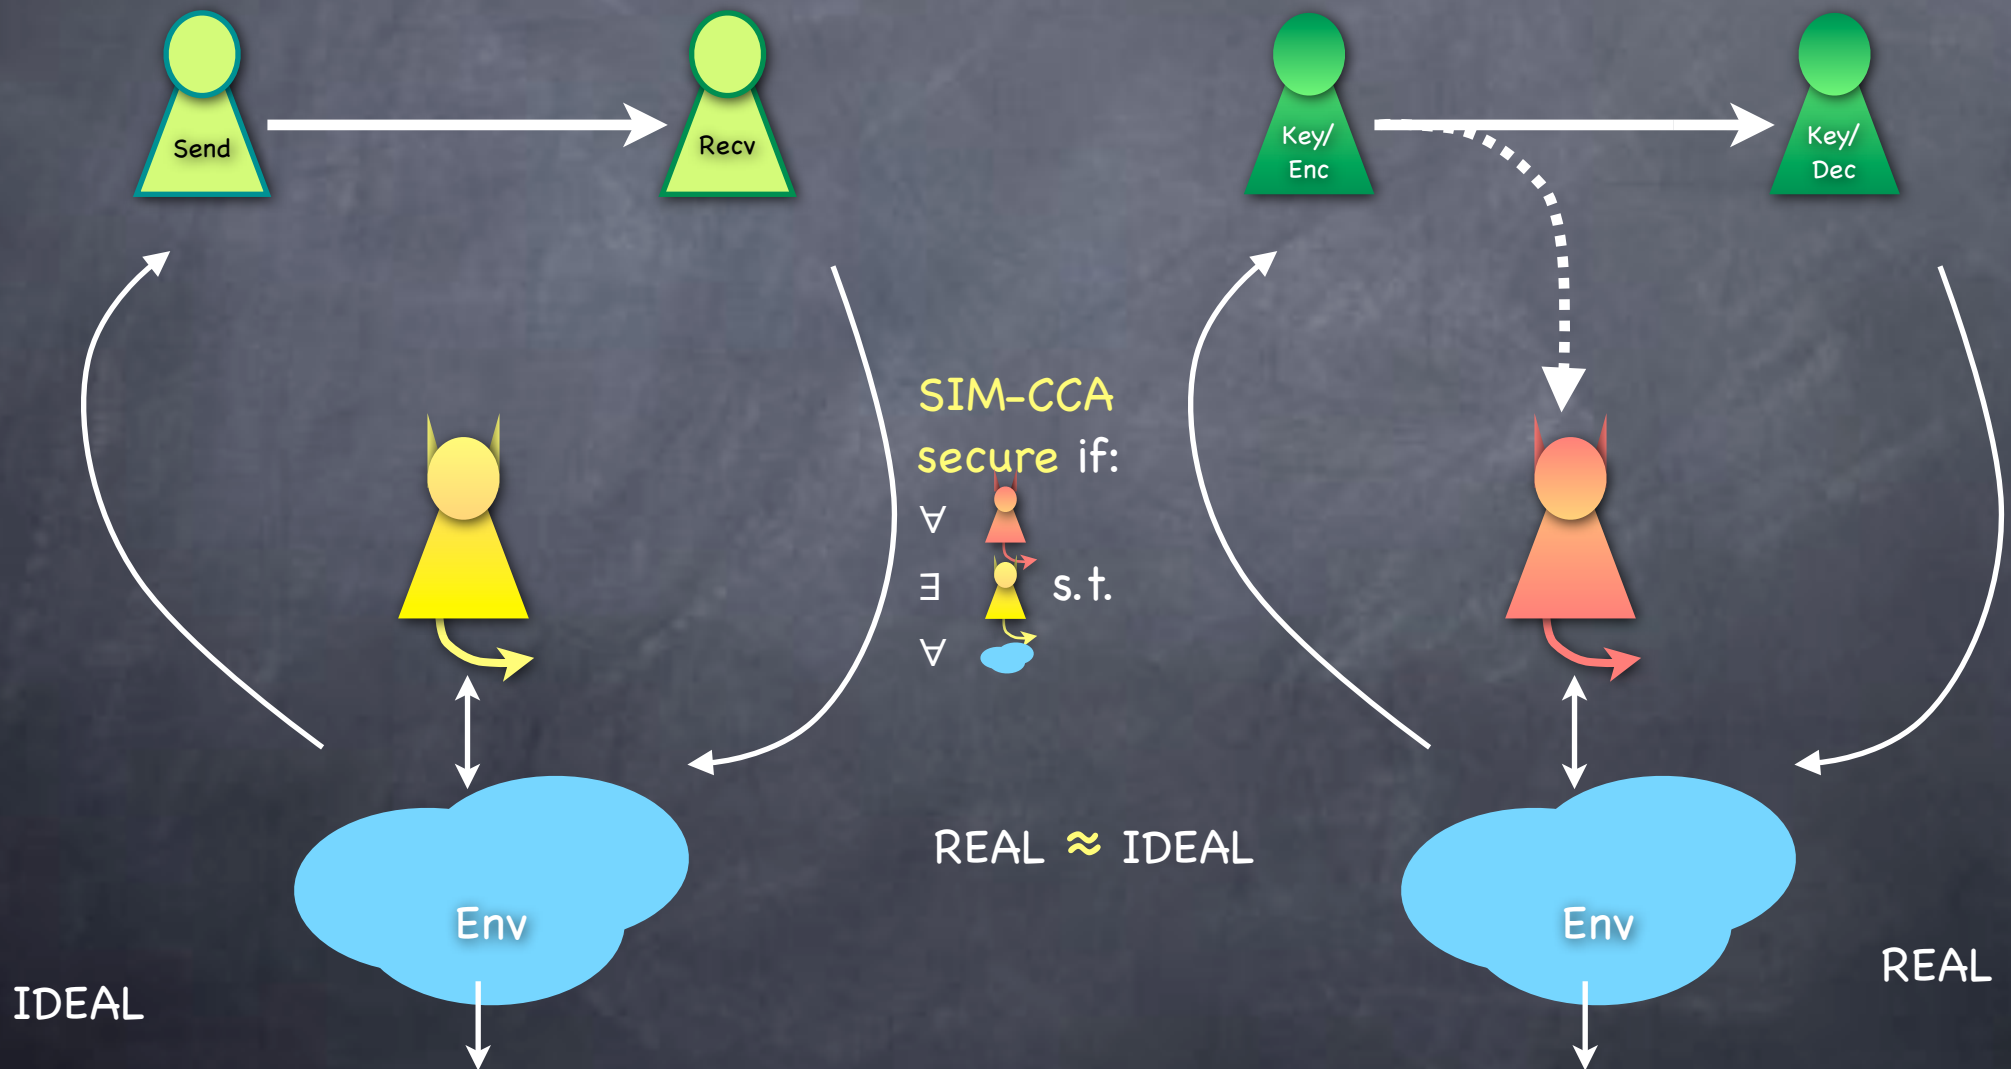 Send
Recv
Key/
Enc
Key/
Dec
SIM-CCA
secure if:
∀
∃ s.t.
∀
REAL ≈ IDEAL
Env
Env
IDEAL
REAL